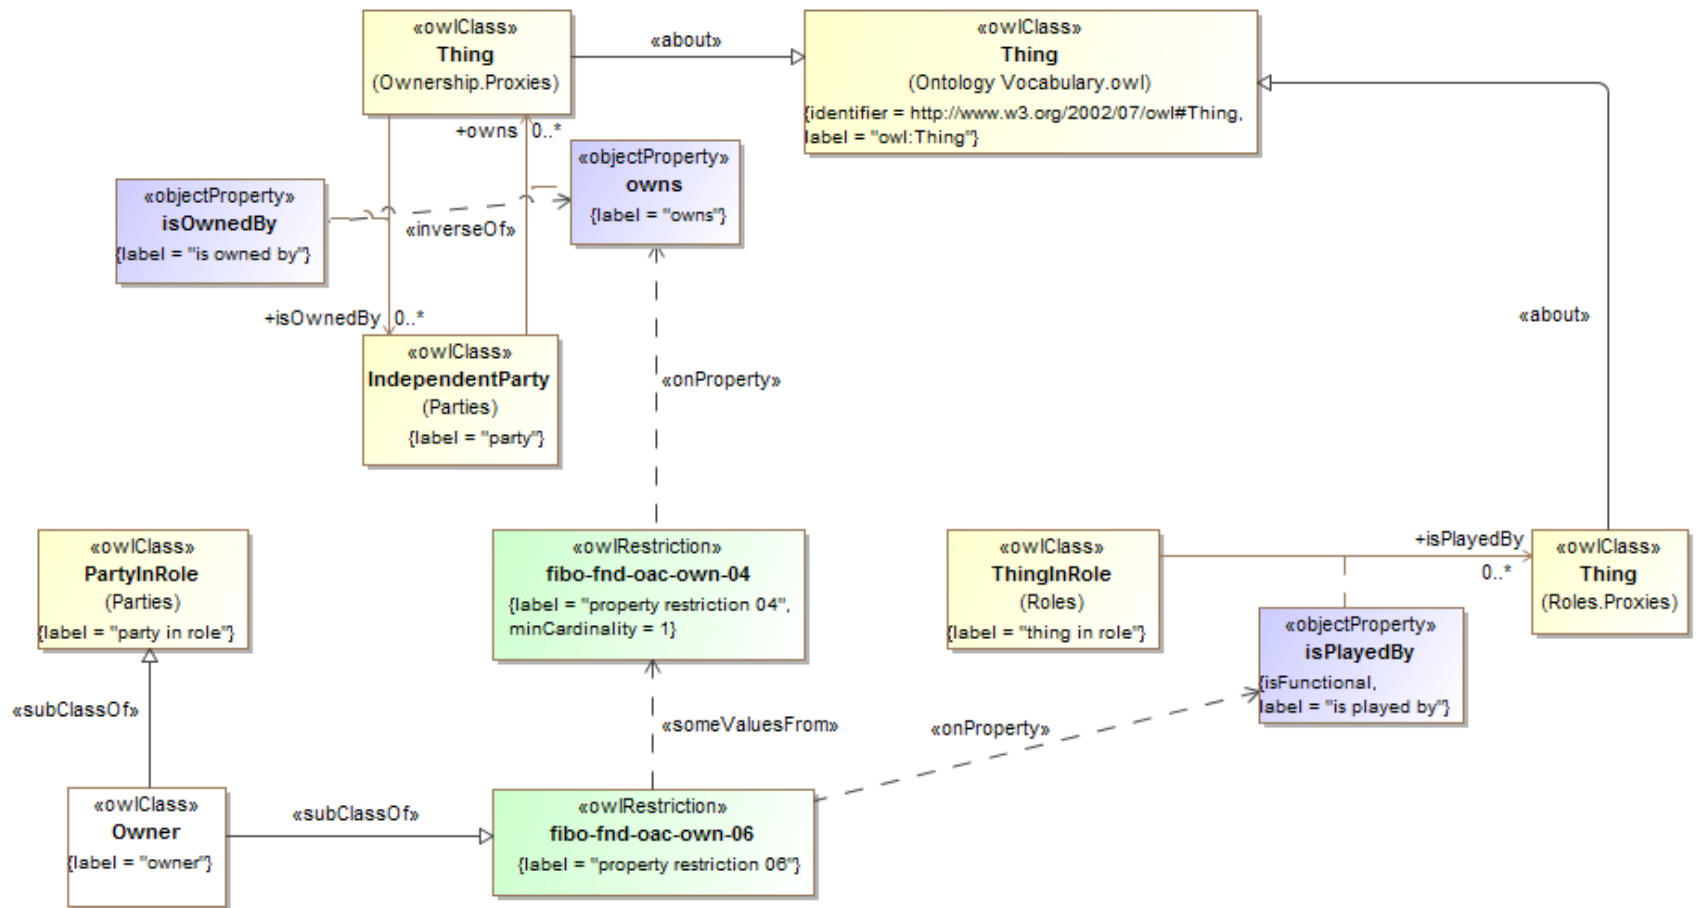 «owlClass»
Thing
(Ownership.Proxies)
«about»
«owlClass»
Thing
(Ontology Vocabulary.owl)
{identifier = http://www.w3.org/2002/07/owl#Thing,
label = "owl:Thing"}
+owns 0..*
«objectProperty»
owns
{label = "owns"}
«objectProperty»
isOwnedBy
{label = "is owned by"}
«inverseOf»
+isOwnedBy 0..*
«about»
«owlClass»
IndependentParty
(Parties)
{label = "party"}
«onProperty»
«owlClass»
PartyInRole
(Parties)
{label = "party in role"}
«owlRestriction»
fibo-fnd-oac-own-04
{label = "property restriction 04",
minCardinality = 1}
«owlClass»
ThingInRole
(Roles)
{label = "thing in role"}
+isPlayedBy
0..*
«owlClass»
Thing
(Roles.Proxies)
«objectProperty»
isPlayedBy
{isFunctional,
label = "is played by"}
«subClassOf»
«someValuesFrom»
«onProperty»
«owlClass»
Owner
{label = "owner"}
«subClassOf»
«owlRestriction»
fibo-fnd-oac-own-06
{label = "property restriction 06"}